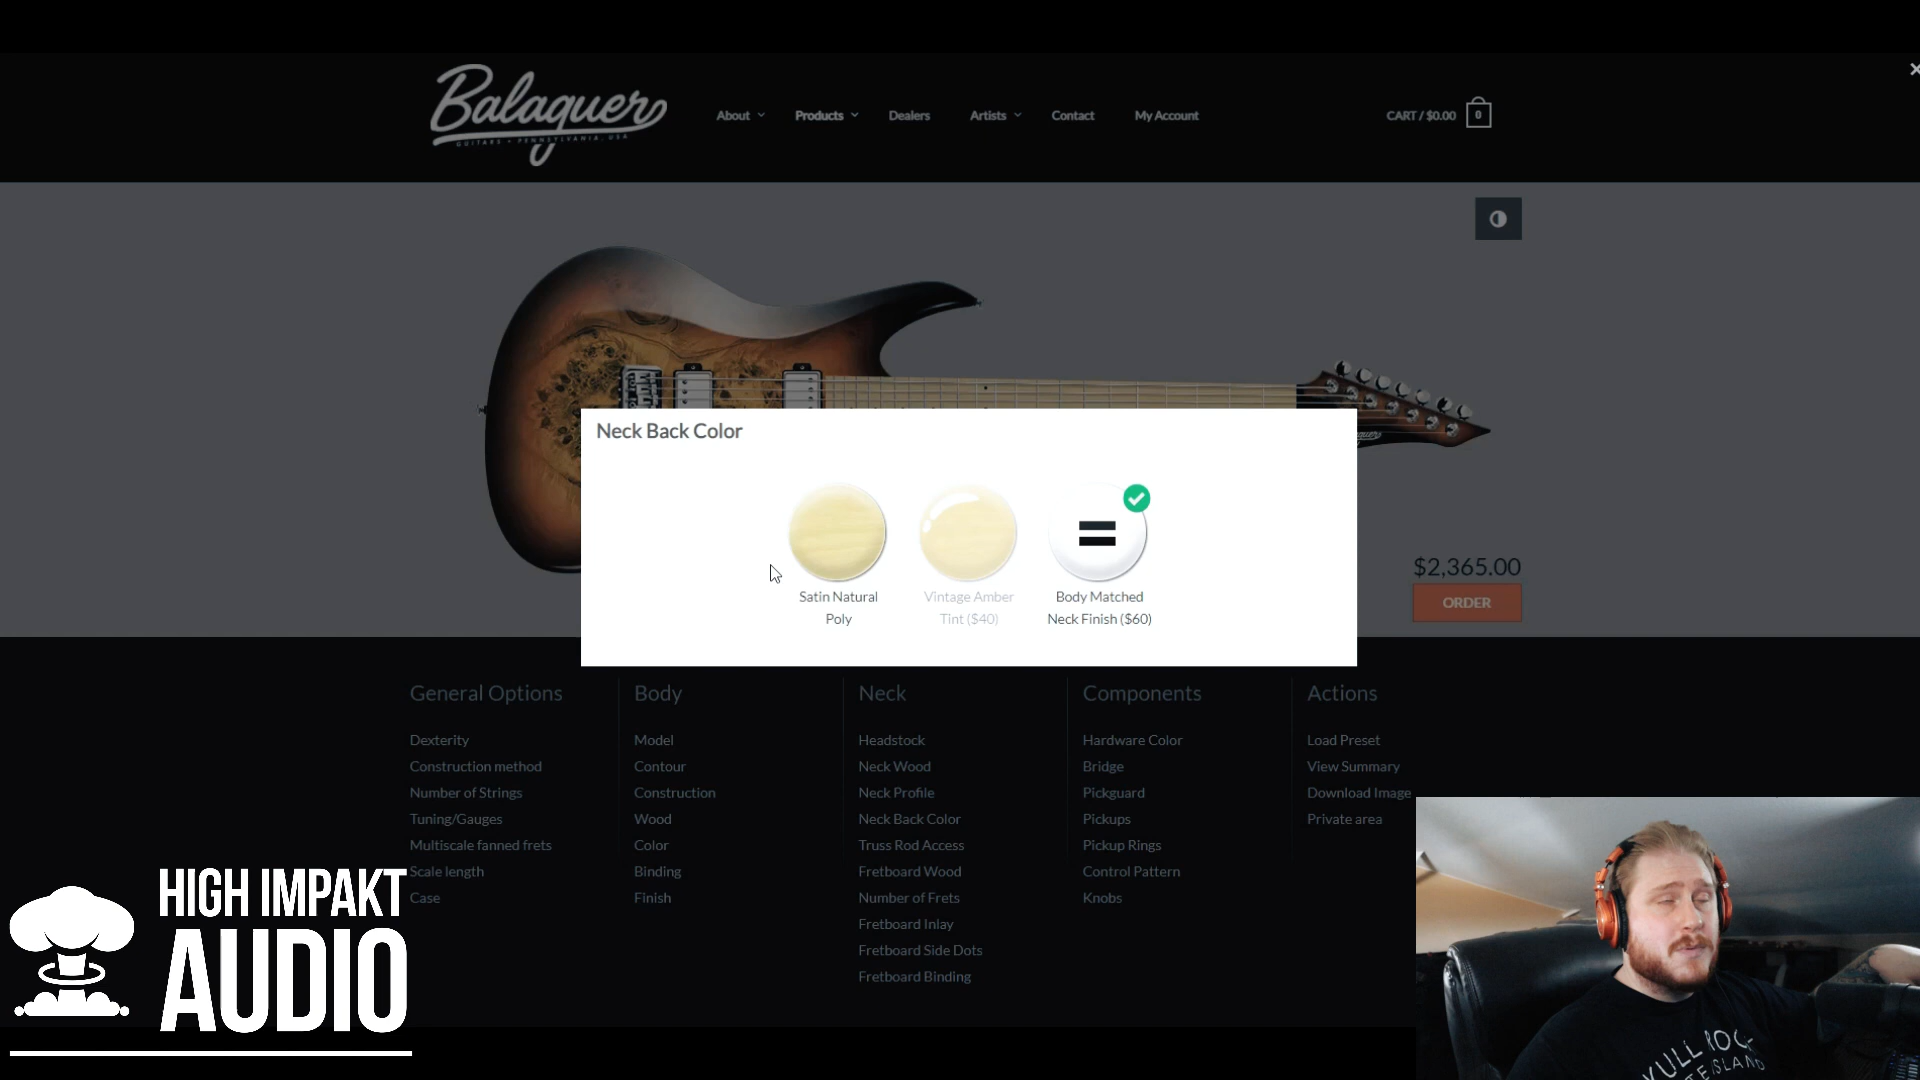 Balaguer
GUITARS • PENNSYLVANIA, USA
About
Products
Dealers
Artists
Contact
My Account
CART / $0.00
0
Neck Back Color
Satin Natural
Poly
Vintage Amber
Tint ($40)
Body Matched
Neck Finish ($60)
$2,365.00
ORDER
General Options
Dexterity
Construction method
Number of Strings
Tuning/Gauges
Multiscale fanned frets
Scale length
Case
Body
Model
Contour
Construction
Wood
Color
Binding
Finish
Neck
Headstock
Neck Wood
Neck Profile
Neck Back Color
Truss Rod Access
Fretboard Wood
Number of Frets
Fretboard Inlay
Fretboard Side Dots
Fretboard Binding
Components
Hardware Color
Bridge
Pickguard
Pickups
Pickup Rings
Control Pattern
Knobs
Actions
Load Preset
View Summary
Download Image
Private area
HIGH IMPAKT
AUDIO